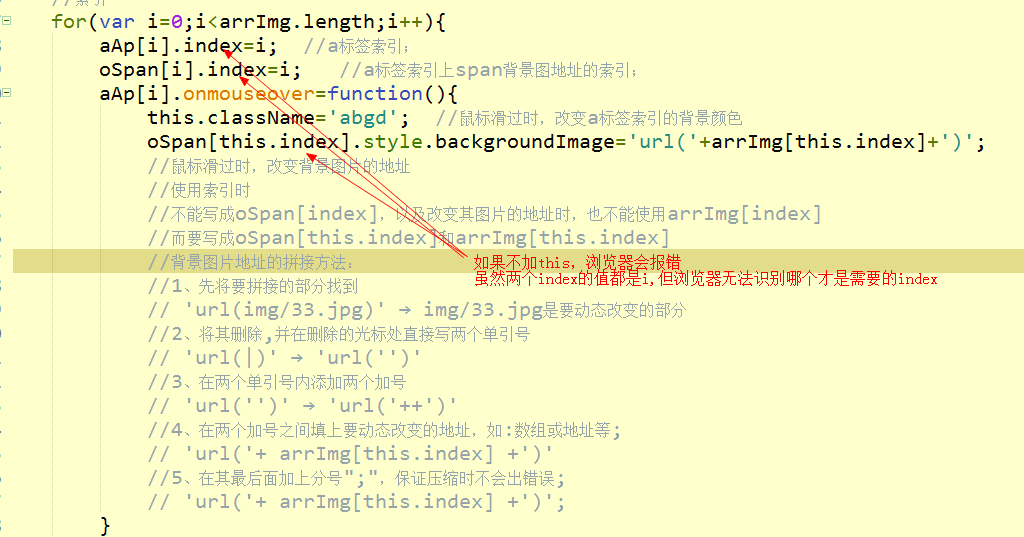 //索引
for(var i=0;i<arrImg.length;i++){
aAp[i].index=i; //a标签索引;
oSpan[i].index=i; //a标签索引上span背景图地址的索引;
aAp[i].onmouseover=function(){
this.className='abgd'; //鼠标滑过时，改变a标签索引的背景颜色
oSpan[this.index].style.backgroundImage='url('+arrImg[this.index]+')';
//鼠标滑过时，改变背景图片的地址
//使用索引时
//不能写成oSpan[index]，以及改变其图片的地址时，也不能使用arrImg[index]
//而要写成oSpan[this.index]和arrImg[this.index]
//背景图片地址的拼接方法：
如果不加this，浏览器会报错
虽然两个index的值都是i,但浏览器无法识别哪个才是需要的index
//1、先将要拼接的部分找到
// 'url(img/33.jpg)' → img/33.jpg是要动态改变的部分
//2、将其删除,并在删除的光标处直接写两个单引号
// 'url(|)' → 'url('')'
//3、在两个单引号内添加两个加号
// 'url('')' → 'url('++')'
//4、在两个加号之间填上要动态改变的地址，如:数组或地址等;
// 'url('+ arrImg[this.index] +')'
//5、在其最后面加上分号";"，保证压缩时不会出错误;
// 'url('+ arrImg[this.index] +')';
}